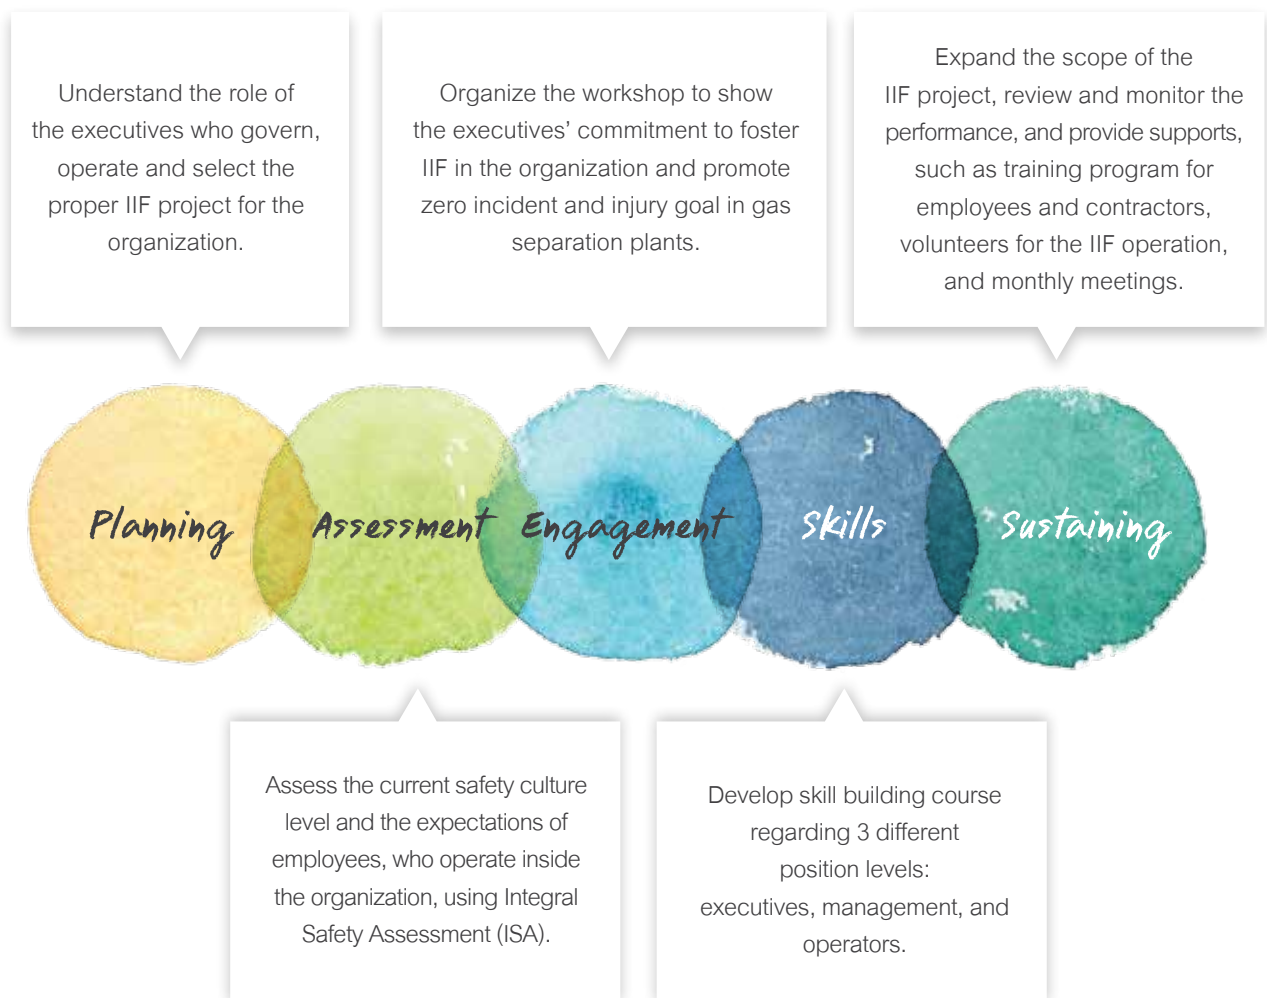 Understand the role of
the executives who govern,
operate and select the
proper IIF project for the
organization.
Organize the workshop to show
the executives' commitment to foster
IIF in the organization and promote
zero incident and injury goal in gas
separation plants.
Expand the scope of the
IIF project, review and monitor the
performance, and provide supports,
such as training program for
employees and contractors,
volunteers for the IIF operation,
and monthly meetings.
Planning
Assessment
Engagement
Skills
Sustaining
Assess the current safety culture
level and the expectations of
employees, who operate inside
the organization, using Integral
Safety Assessment (ISA).
Develop skill building course
regarding 3 different
position levels:
executives, management, and
operators.